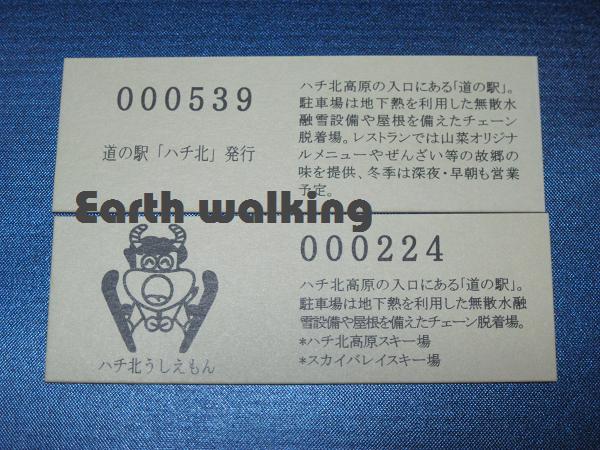 000539
道の駅「ハチ北」発行
ハチ北高原の入口にある「道の駅」。
駐車場は地下熱を利用した無散水
融雪設備や屋根を備えたチェーン
脱着場。レストランでは山菜オリジナ
ルメニューやぜんざい等の故郷の
味を提供、冬季は深夜・早朝も営業
予定。
Earth walking
ハチ北うしえもん
000224
ハチ北高原の入口にある「道の駅」。
駐車場は地下熱を利用した無散水融
雪設備や屋根を備えたチェーン脱着場。
*ハチ北高原スキー場
*スカイバレイスキー場